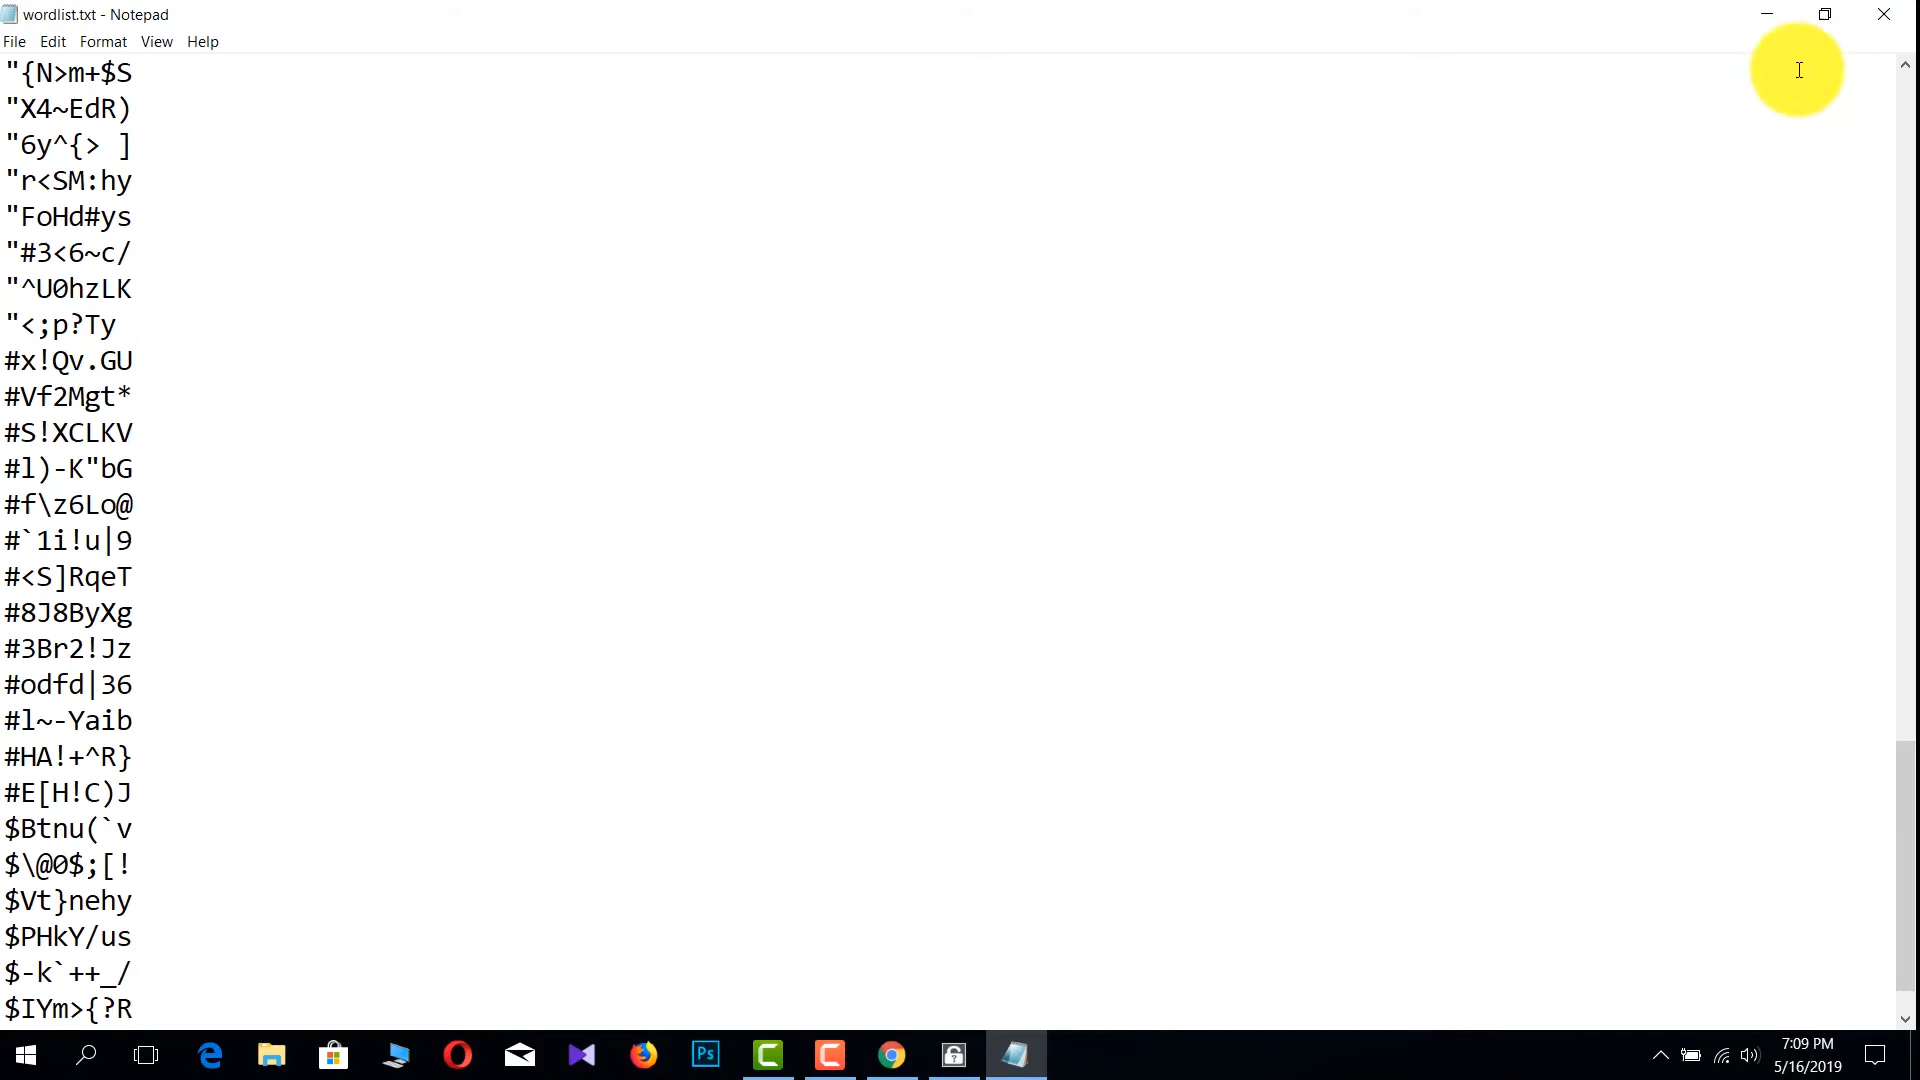 wordlist.txt - Notepad
File Edit Format View Help
"{N>m+$S
"X4~EdR)
"6y^{> ]
"r<SM:hy
"FoHd#ys
"#3<6~c/
"^U0hzLK
"<;p?Ty
#x!Qv.GU
#Vf2Mgt*
#S!XCLKV
#l)-K"bG
#f\z6Lo@
#`1i!u|9
#<S]RqeT
#8J8ByXg
#3Br2!Jz
#odfd|36
#l~-Yaib
#HA!+^R}
#E[H!C)J
$Btnu(`v
$\@0$;[!
$Vt}nehy
$PHkY/us
$-k`++_/
$IYm>{?R
Ps
7:09 PM
5/16/2019